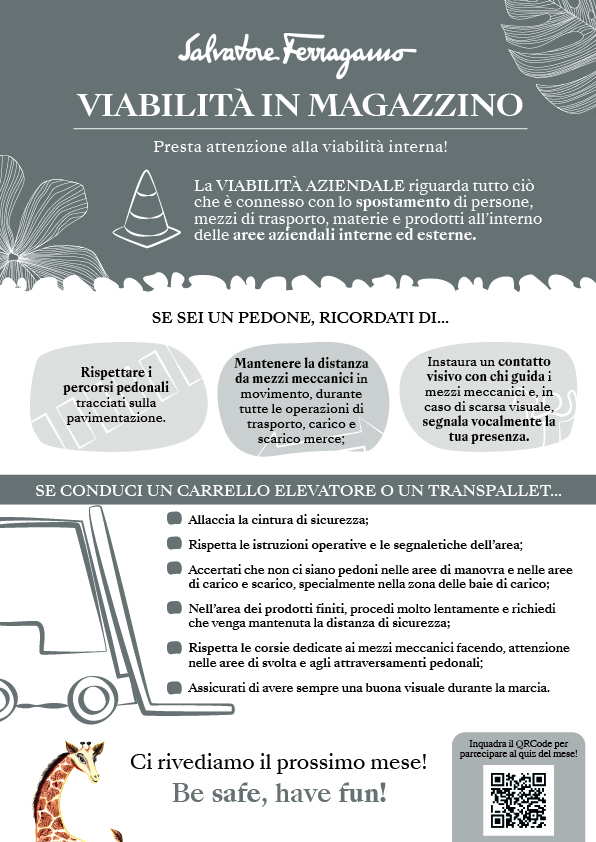 Salvatore Ferragamo
VIABILITÀ IN MAGAZZINO
Presta attenzione alla viabilità interna!
La VIABILITÀ AZIENDALE riguarda tutto ciò
che è connesso con lo spostamento di persone,
mezzi di trasporto, materie e prodotti all'interno
delle aree aziendali interne ed esterne.
SE SEI UN PEDONE, RICORDATI DI...
Rispettare i
percorsi pedonali
tracciati sulla
pavimentazione.
Mantenere la distanza
da mezzi meccanici in
movimento, durante
tutte le operazioni di
trasporto, carico e
scarico merce;
Instaura un contatto
visivo con chi guida i
mezzi meccanici e, in
caso di scarsa visuale,
segnala vocalmente la
tua presenza.
SE CONDUCI UN CARRELLO ELEVATORE O UN TRANSPALLET...
Allaccia la cintura di sicurezza;
Rispetta le istruzioni operative e le segnaletiche dell'area;
Accertati che non ci siano pedoni nelle aree di manovra e nelle aree
di carico e scarico, specialmente nella zona delle baie di carico;
Nell'area dei prodotti finiti, procedi molto lentamente e richiedi
che venga mantenuta la distanza di sicurezza;
Rispetta le corsie dedicate ai mezzi meccanici facendo, attenzione
nelle aree di svolta e agli attraversamenti pedonali;
Assicurati di avere sempre una buona visuale durante la marcia.
Ci rivediamo il prossimo mese!
Be safe, have fun!
Inquadra il QRCode per
parrecipare al quiz del mese!